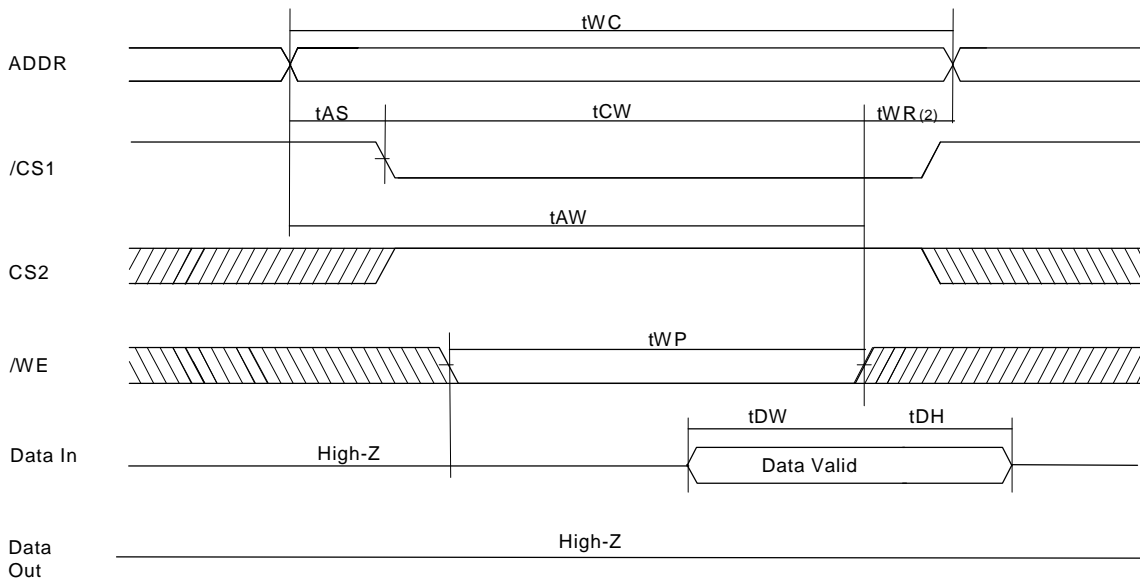 tWC
ADDR
tAS tCW tWR (2)
/CS1
tAW
CS2
tWP
/WE
tDW tDH
Data In High-Z Data Valid
High-Z
Data
Out